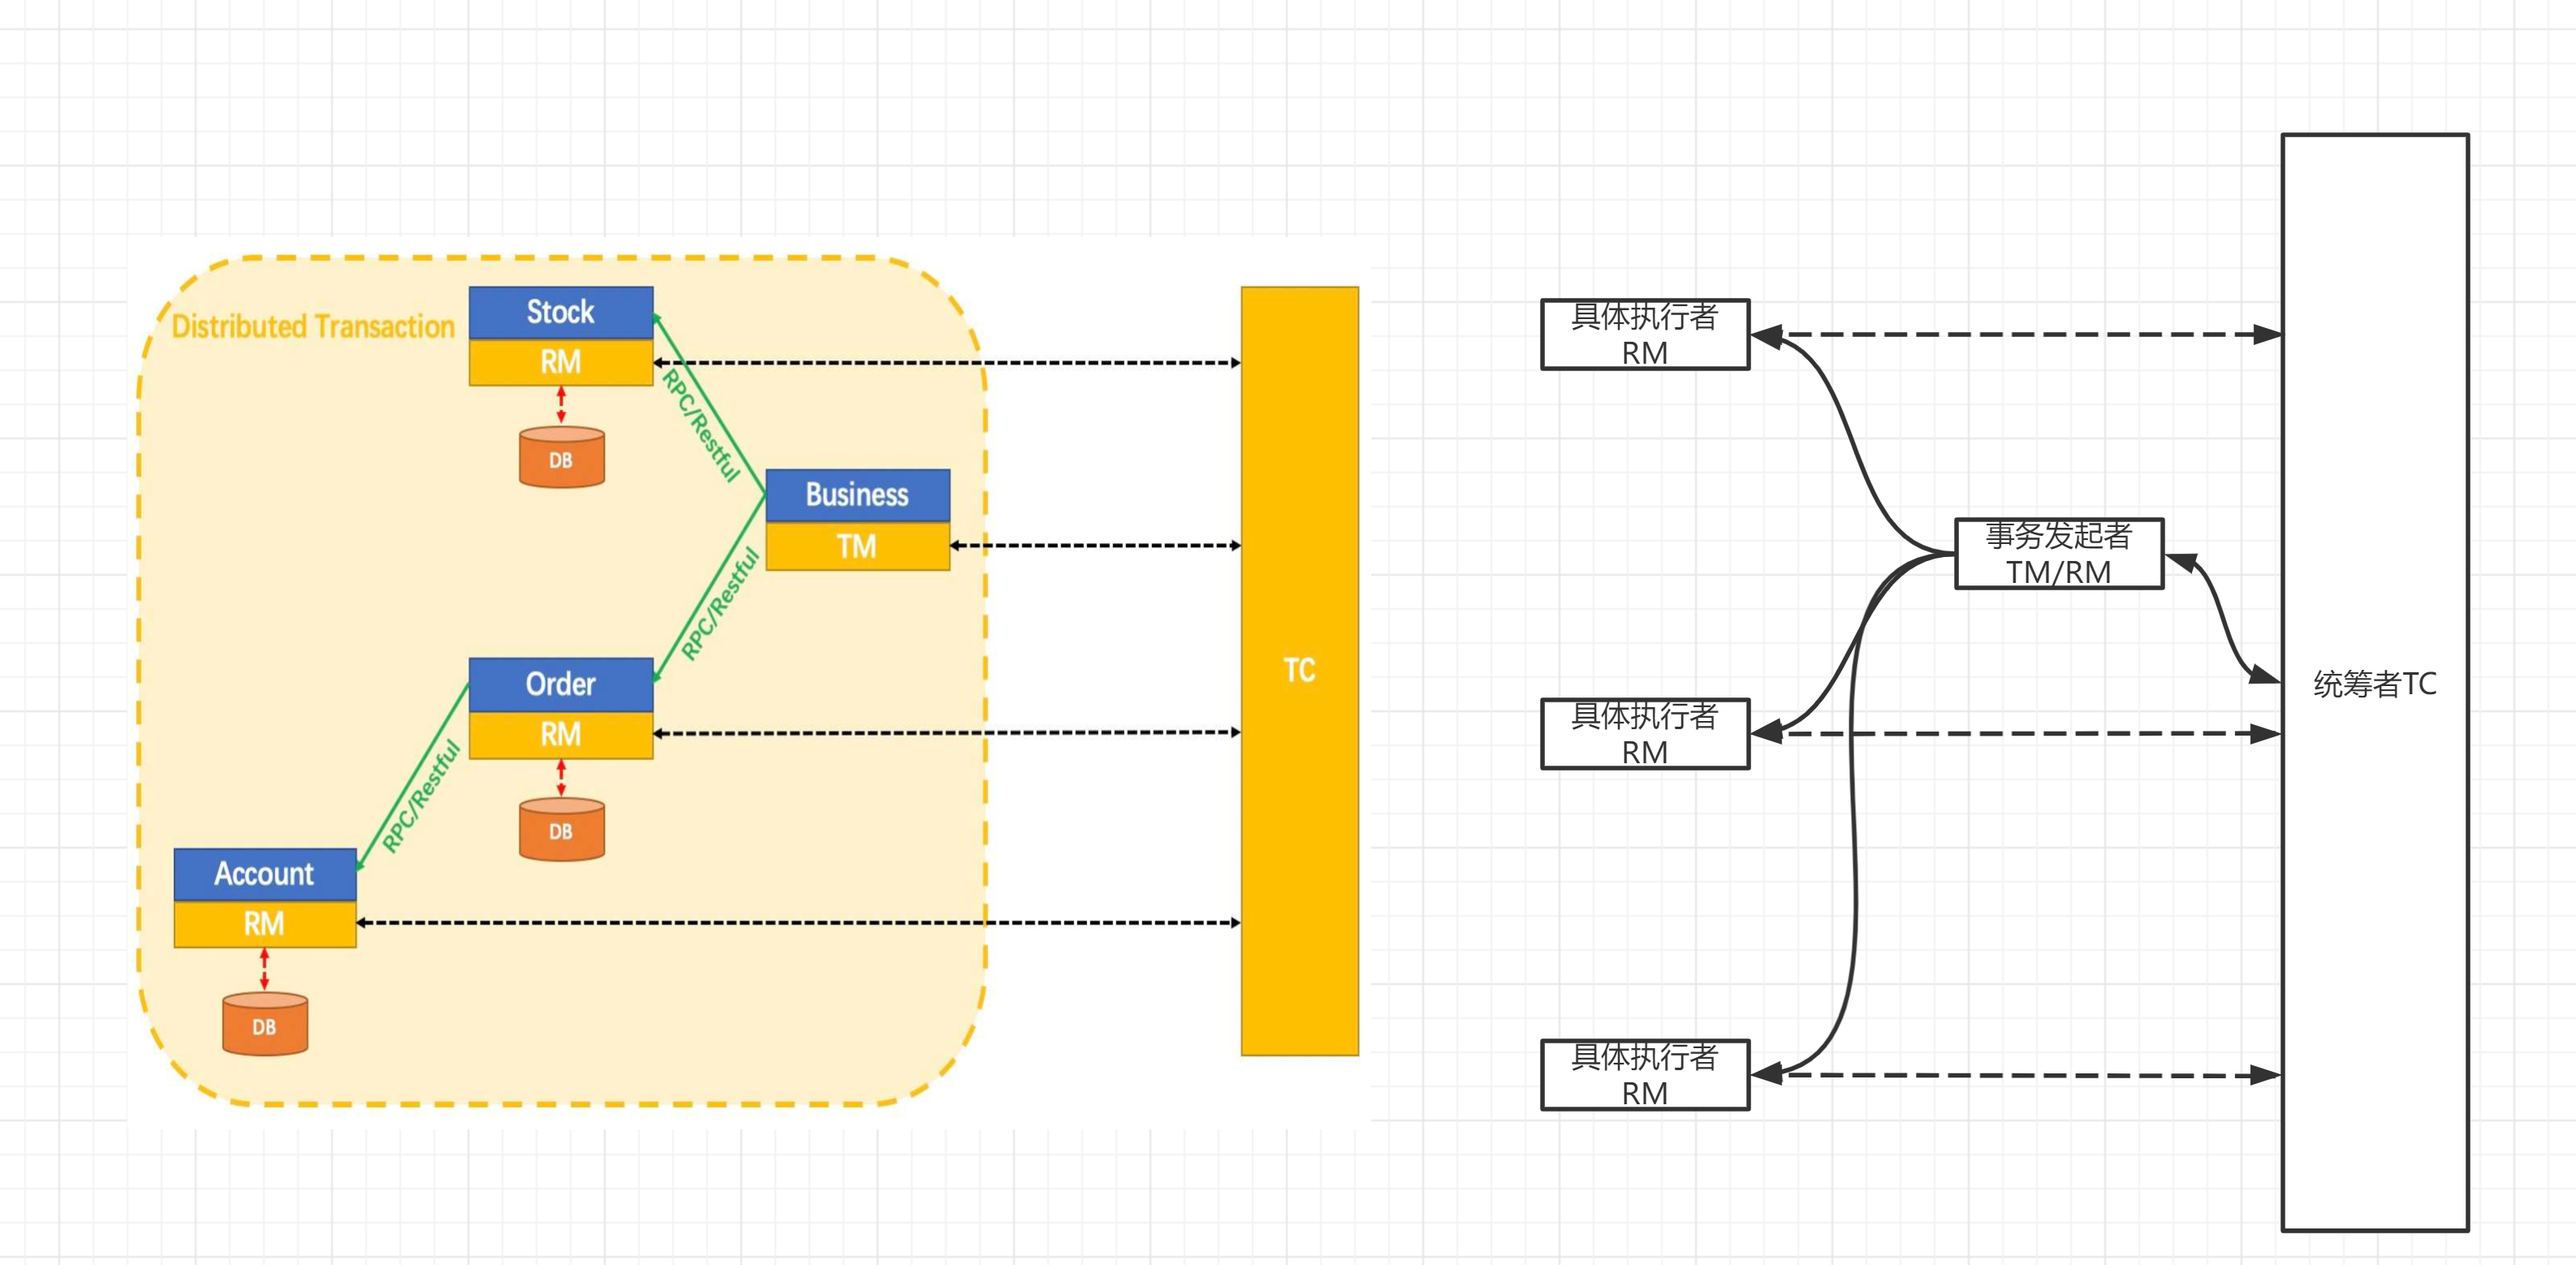 Distributed Transaction
Stock
RM
DB
RPC/Restful
Business
TM
RPC/Restful
Order
RM
DB
RPC/Restful
Account
RM
DB
TC
具体执行者
RM
事务发起者
TM/RM
具体执行者
RM
具体执行者
RM
统筹者TC